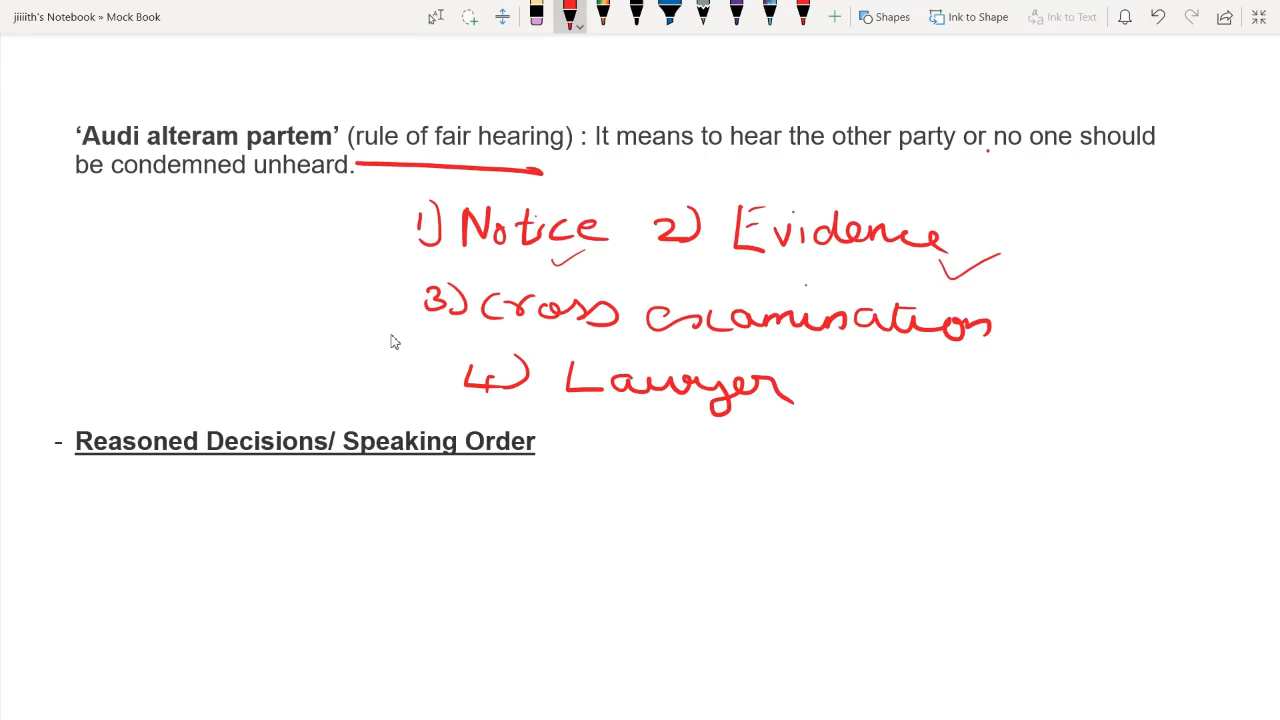 jiiiith's Notebook » Mock Book
Shapes Ink to Shape Ink to Text
‘Audi alteram partem’ (rule of fair hearing) : It means to hear the other party or no one should
be condemned unheard.
1) Notice 2) Evidence
3) Cross examination
4) Lawyer
- Reasoned Decisions/ Speaking Order